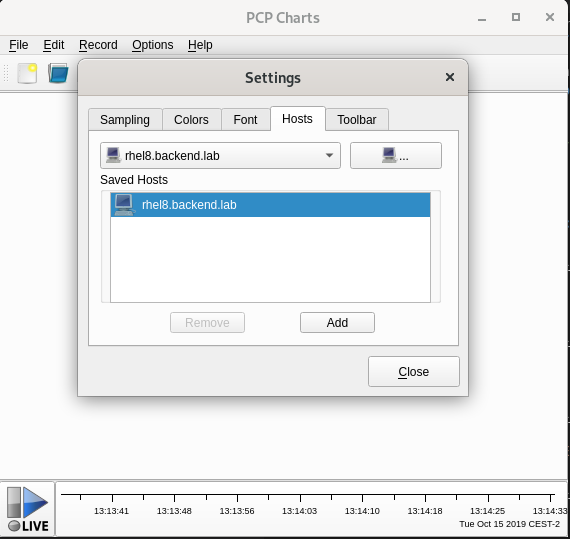 PCP Charts
File Edit Record Options Help
Settings
Sampling Colors Font Hosts Toolbar
rhel8.backend.lab ...
Saved Hosts
rhel8.backend.lab
Remove Add
Close
13:13:41 13:13:48 13:13:56 13:14:03 13:14:10 13:14:18 13:14:25 13:14:33
LIVE Tue Oct 15 2019 CEST-2